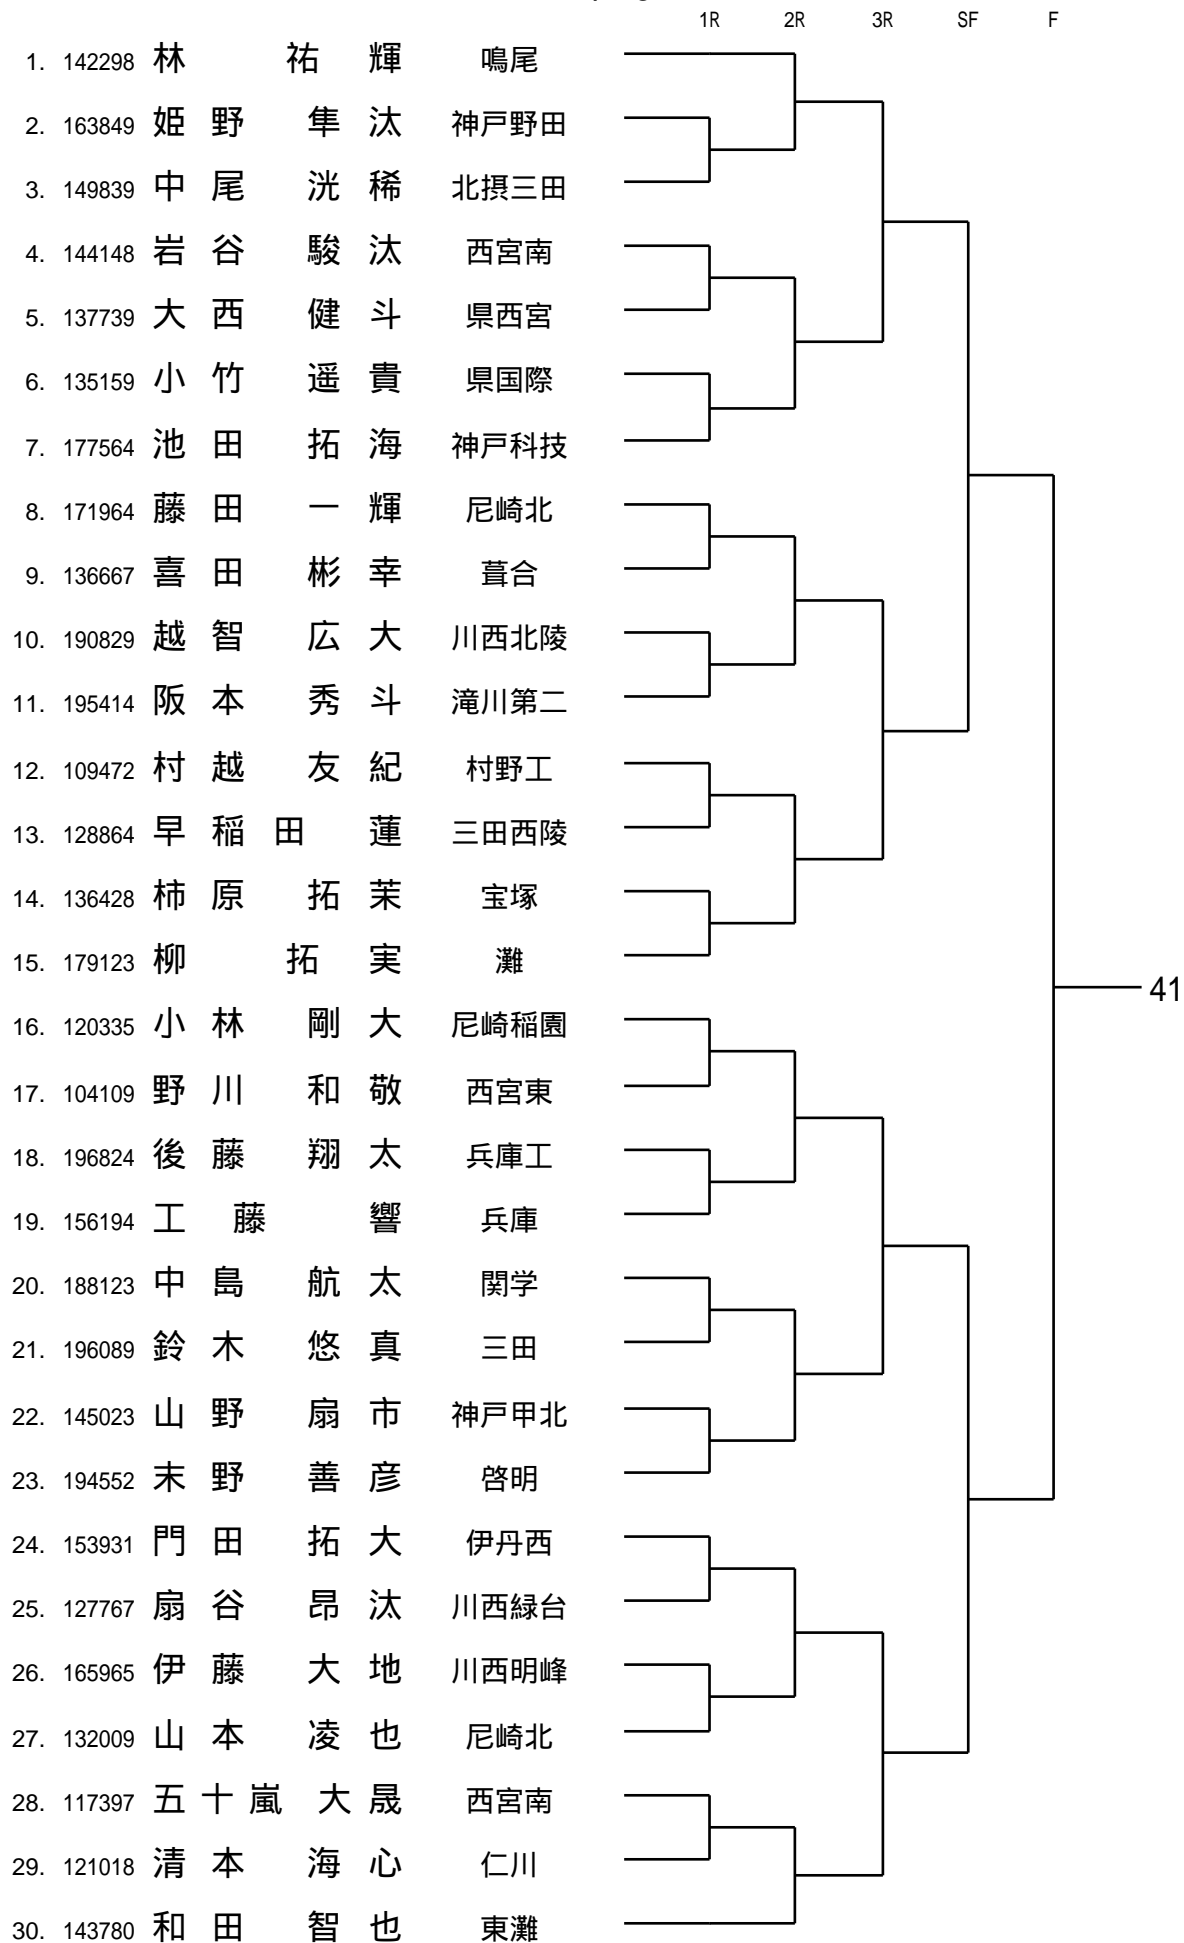 1R 2R 3R SF F
1. 142298 林 祐 輝 鳴尾
2. 163849 姫 野 隼 汰 神戸野田
3. 149839 中 尾 洸 稀 北摂三田
4. 144148 岩 谷 駿 汰 西宮南
5. 137739 大 西 健 斗 県西宮
6. 135159 小 竹 遥 貴 県国際
7. 177564 池 田 拓 海 神戸科技
8. 171964 藤 田 一 輝 尼崎北
9. 136667 喜 田 彬 幸 葺合
10. 190829 越 智 広 大 川西北陵
11. 195414 阪 本 秀 斗 滝川第二
12. 109472 村 越 友 紀 村野工
13. 128864 早 稲 田 蓮 三田西陵
14. 136428 柿 原 拓 茉 宝塚
15. 179123 柳 拓 実 灘
41
16. 120335 小 林 剛 大 尼崎稲園
17. 104109 野 川 和 敬 西宮東
18. 196824 後 藤 翔 太 兵庫工
19. 156194 工 藤 響 兵庫
20. 188123 中 島 航 太 関学
21. 196089 鈴 木 悠 真 三田
22. 145023 山 野 扇 市 神戸甲北
23. 194552 末 野 善 彦 啓明
24. 153931 門 田 拓 大 伊丹西
25. 127767 扇 谷 昂 汰 川西緑台
26. 165965 伊 藤 大 地 川西明峰
27. 132009 山 本 凌 也 尼崎北
28. 117397 五 十 嵐 大 晟 西宮南
29. 121018 清 本 海 心 仁川
30. 143780 和 田 智 也 東灘